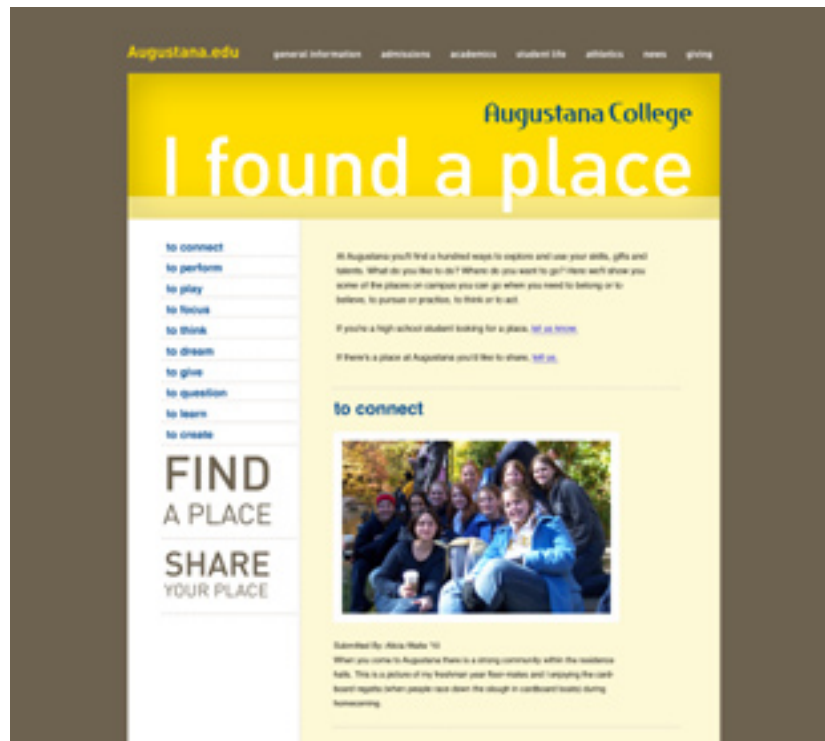 Augustana.edu general information admissions academics student life athletics news giving
Augustana College
I found a place
to connect
to perform
to play
to focus
to think
to dream
to give
to question
to learn
to create
FIND
A PLACE
SHARE
YOUR PLACE
At Augustana you'll find a hundred ways to explore and use your skills, gifts and
talents. What do you like to do? Where do you want to go? Here we'll show you
some of the places on campus you can go when you need to belong or to
believe, to pursue or practice, to think or to act.
If you're a high school student looking for a place, let us know.
If there's a place at Augustana you'd like to share, tell us.
to connect
Submitted By: Alicia '10
When you come to Augustana there is a strong community within the residence
halls. This is a picture of my freshman year floor-mates and I enjoying the card-
board regatta (when people race down the slough in cardboard boats) during
homecoming.